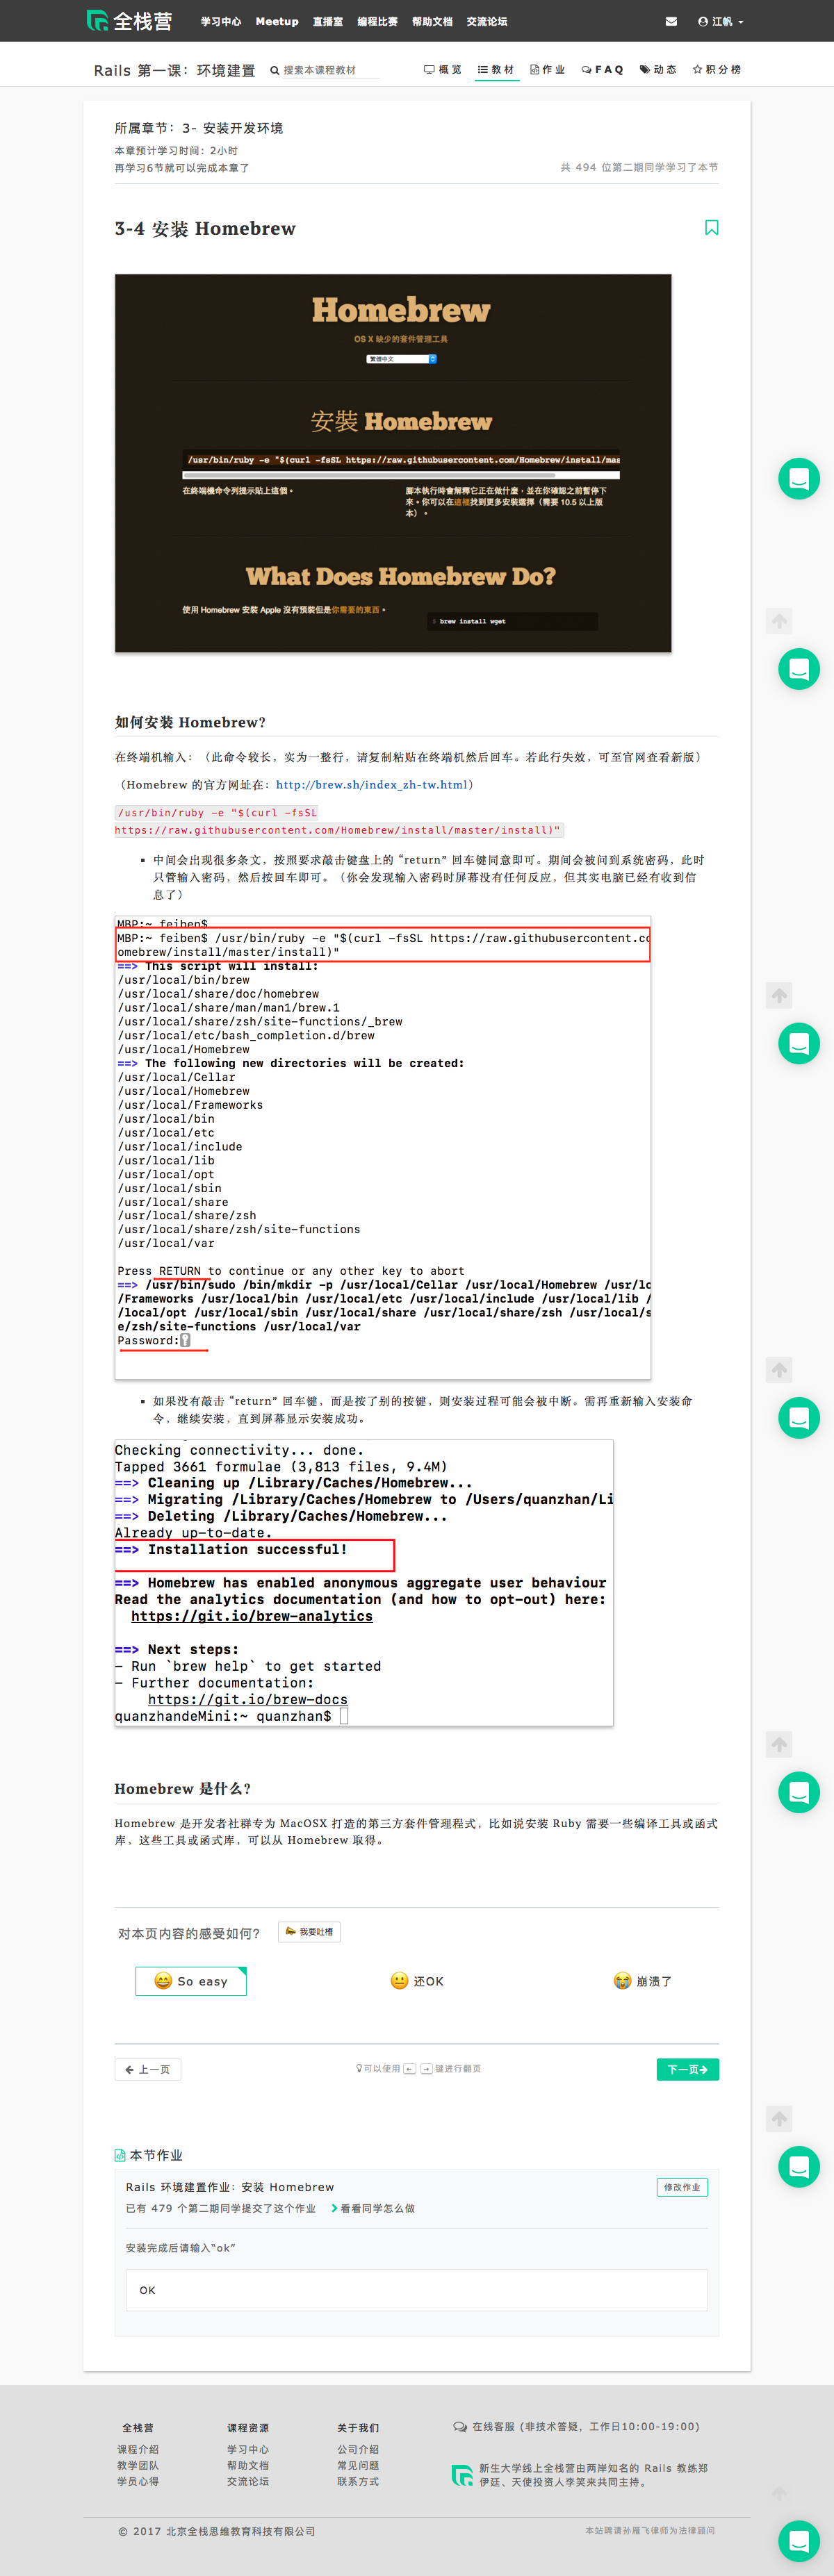 全栈营 学习中心 Meetup 直播室 编程比赛 帮助文档 交流论坛 江帆
Rails 第一课：环境建置 搜索本课程教材 概览 教材 作业 FAQ 动态 积分榜
所属章节：3- 安装开发环境
本章预计学习时间：2小时
再学习6节就可以完成本章了 共 494 位第二期同学学习了本节
3-4 安装 Homebrew
Homebrew
OS X 缺少的套件管理工具
繁體中文
安裝 Homebrew
/usr/bin/ruby -e "$(curl -fsSL https://raw.githubusercontent.com/Homebrew/install/mas
在終端機命令列提示貼上這個。
腳本執行時會解釋它正在做什麼，並在你確認之前暫停下
來。你可以在這裡找到更多安裝選擇（需要 10.5 以上版
本）。
What Does Homebrew Do?
使用 Homebrew 安裝 Apple 沒有預裝但是你需要的東西。
$ brew install wget
如何安装 Homebrew?
在终端机输入：（此命令较长，实为一整行，请复制粘贴在终端机然后回车。若此行失效，可至官网查看新版）
（Homebrew 的官方网址在：http://brew.sh/index_zh-tw.html）
/usr/bin/ruby -e "$(curl -fsSL
https://raw.githubusercontent.com/Homebrew/install/master/install)"
▪ 中间会出现很多条文，按照要求敲击键盘上的 “return” 回车键同意即可。期间会被问到系统密码，此时
只管输入密码，然后按回车即可。（你会发现输入密码时屏幕没有任何反应，但其实电脑已经有收到信
息了）
MBP:~ feiben$
MBP:~ feiben$ /usr/bin/ruby -e "$(curl -fsSL https://raw.githubusercontent.co
omebrew/install/master/install)"
==> This script will install:
/usr/local/bin/brew
/usr/local/share/doc/homebrew
/usr/local/share/man/man1/brew.1
/usr/local/share/zsh/site-functions/_brew
/usr/local/etc/bash_completion.d/brew
/usr/local/Homebrew
==> The following new directories will be created:
/usr/local/Cellar
/usr/local/Homebrew
/usr/local/Frameworks
/usr/local/bin
/usr/local/etc
/usr/local/include
/usr/local/lib
/usr/local/opt
/usr/local/sbin
/usr/local/share
/usr/local/share/zsh
/usr/local/share/zsh/site-functions
/usr/local/var
Press RETURN to continue or any other key to abort
==> /usr/bin/sudo /bin/mkdir -p /usr/local/Cellar /usr/local/Homebrew /usr/lo
/Frameworks /usr/local/bin /usr/local/etc /usr/local/include /usr/local/lib /
/local/opt /usr/local/sbin /usr/local/share /usr/local/share/zsh /usr/local/s
e/zsh/site-functions /usr/local/var
Password:
▪ 如果没有敲击 “return” 回车键，而是按了别的按键，则安装过程可能会被中断。需再重新输入安装命
令，继续安装，直到屏幕显示安装成功。
Checking connectivity... done.
Tapped 3661 formulae (3,813 files, 9.4M)
==> Cleaning up /Library/Caches/Homebrew...
==> Migrating /Library/Caches/Homebrew to /Users/quanzhan/Li
==> Deleting /Library/Caches/Homebrew...
Already up-to-date.
==> Installation successful!
==> Homebrew has enabled anonymous aggregate user behaviour
Read the analytics documentation (and how to opt-out) here:
https://git.io/brew-analytics
==> Next steps:
- Run `brew help` to get started
- Further documentation:
https://git.io/brew-docs
quanzhandeMini:~ quanzhan$
Homebrew 是什么?
Homebrew 是开发者社群专为 MacOSX 打造的第三方套件管理程式，比如说安装 Ruby 需要一些编译工具或函式
库，这些工具或函式库，可以从 Homebrew 取得。
对本页内容的感受如何? 我要吐槽
So easy 还OK 崩溃了
上一页 可以使用 ← → 键进行翻页 下一页
本节作业
Rails 环境建置作业：安装 Homebrew 修改作业
已有 479 个第二期同学提交了这个作业 看看同学怎么做
安装完成后请输入“ok”
OK
全栈营 课程资源 关于我们 在线客服 (非技术答疑，工作日10:00-19:00)
课程介绍 学习中心 公司介绍
教学团队 帮助文档 常见问题 新生大学线上全栈营由两岸知名的 Rails 教练郑
学员心得 交流论坛 联系方式 伊廷、天使投资人李笑来共同主持。
© 2017 北京全栈思维教育科技有限公司 本站聘请孙雁飞律师为法律顾问